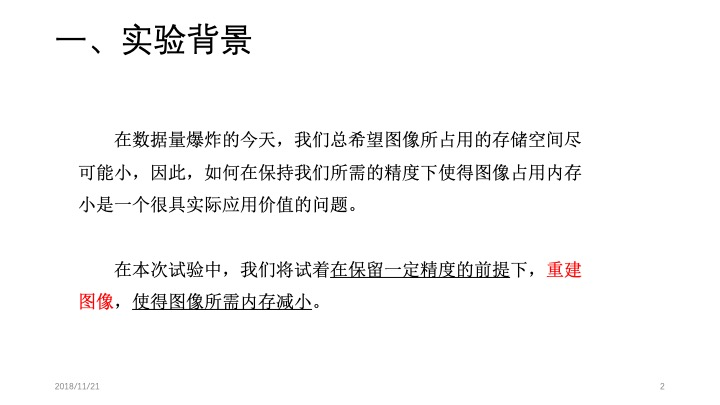 一、实验背景
在数据量爆炸的今天，我们总希望图像所占用的存储空间尽
可能小，因此，如何在保持我们所需的精度下使得图像占用内存
小是一个很具实际应用价值的问题。
在本次试验中，我们将试着在保留一定精度的前提下，重建
图像，使得图像所需内存减小。
2018/11/21
2